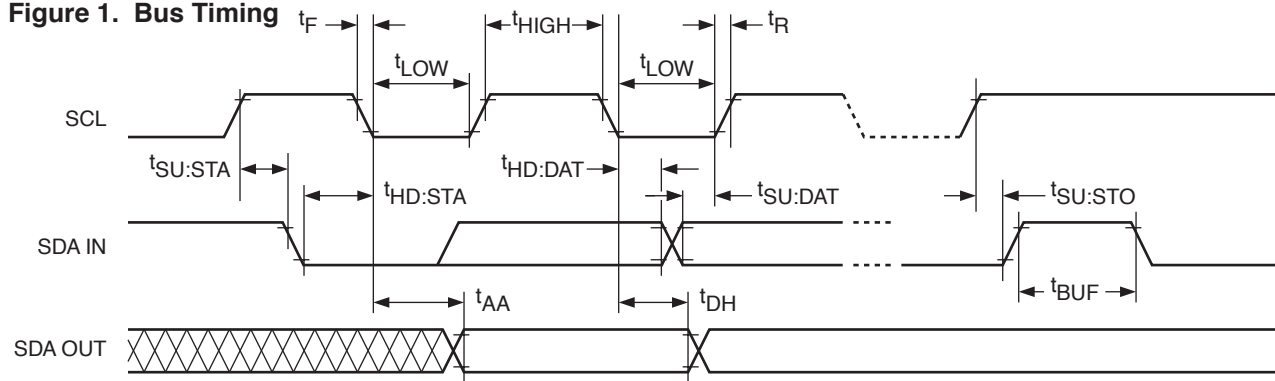 Figure 1. Bus Timing
tF
tHIGH
tR
tLOW
tLOW
SCL
tSU:STA
tHD:STA
tHD:DAT
tSU:DAT
tSU:STO
SDA IN
tBUF
tAA
tDH
SDA OUT